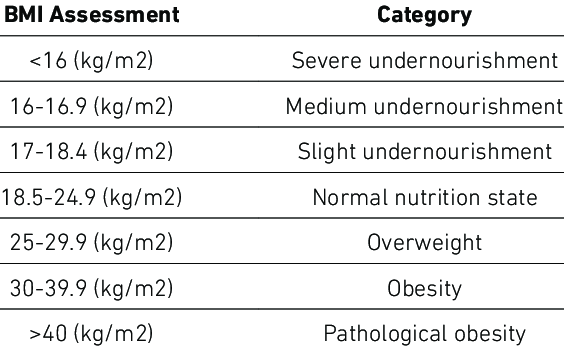 BMI Assessment Category
<16 (kg/m2) Severe undernourishment
16-16.9 (kg/m2) Medium undernourishment
17-18.4 (kg/m2) Slight undernourishment
18.5-24.9 (kg/m2) Normal nutrition state
25-29.9 (kg/m2) Overweight
30-39.9 (kg/m2) Obesity
>40 (kg/m2) Pathological obesity